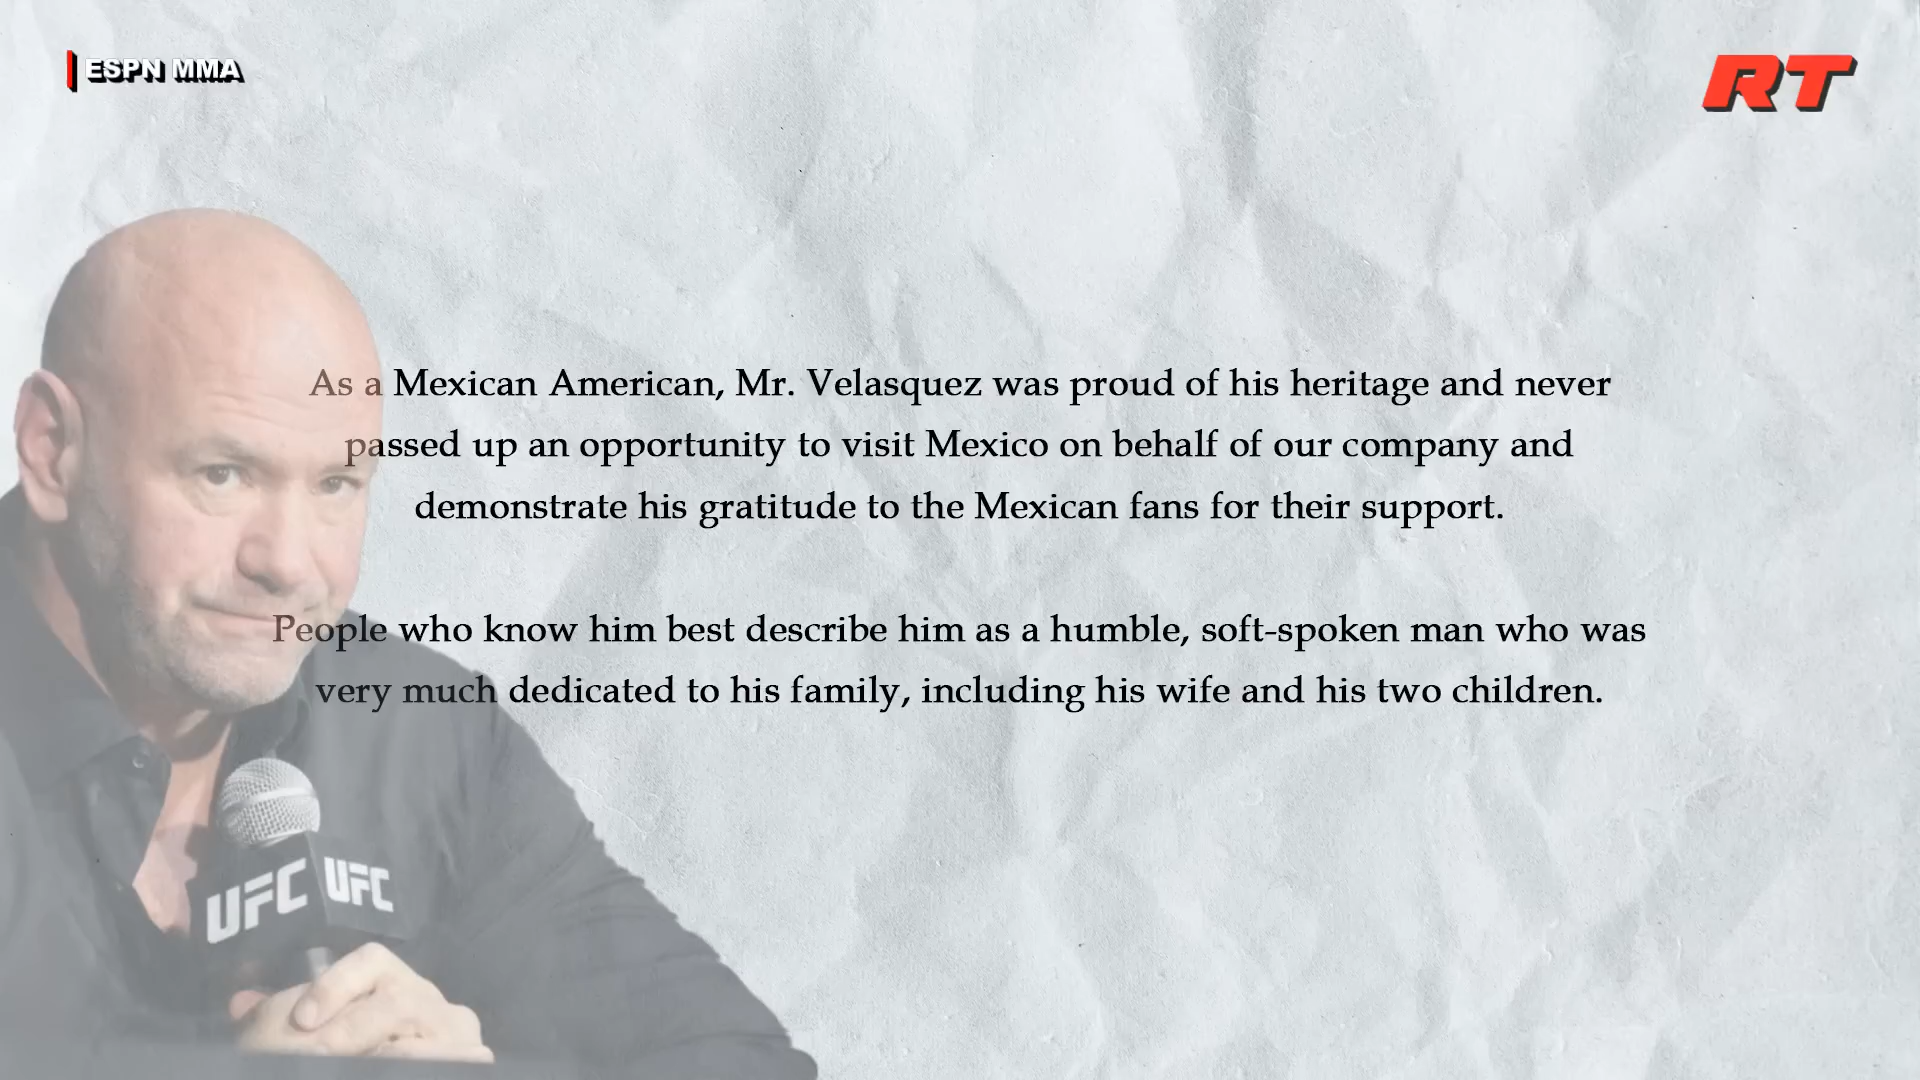 ESPN MMA
RT
As a Mexican American, Mr. Velasquez was proud of his heritage and never
passed up an opportunity to visit Mexico on behalf of our company and
demonstrate his gratitude to the Mexican fans for their support.
People who know him best describe him as a humble, soft-spoken man who was
very much dedicated to his family, including his wife and his two children.
UFC UFC